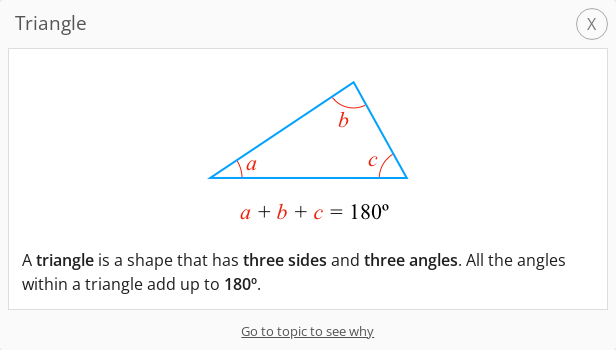 Triangle
X
b
a
c
a + b + c = 180º
A triangle is a shape that has three sides and three angles. All the angles
within a triangle add up to 180º.
Go to topic to see why